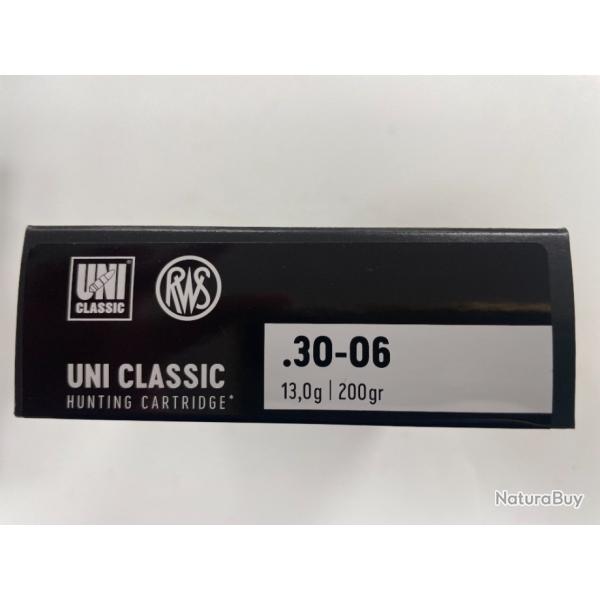 UNI
CLASSIC
RWS
UNI CLASSIC
HUNTING CARTRIDGE*
.30-06
13,0g | 200gr
NaturaBuy